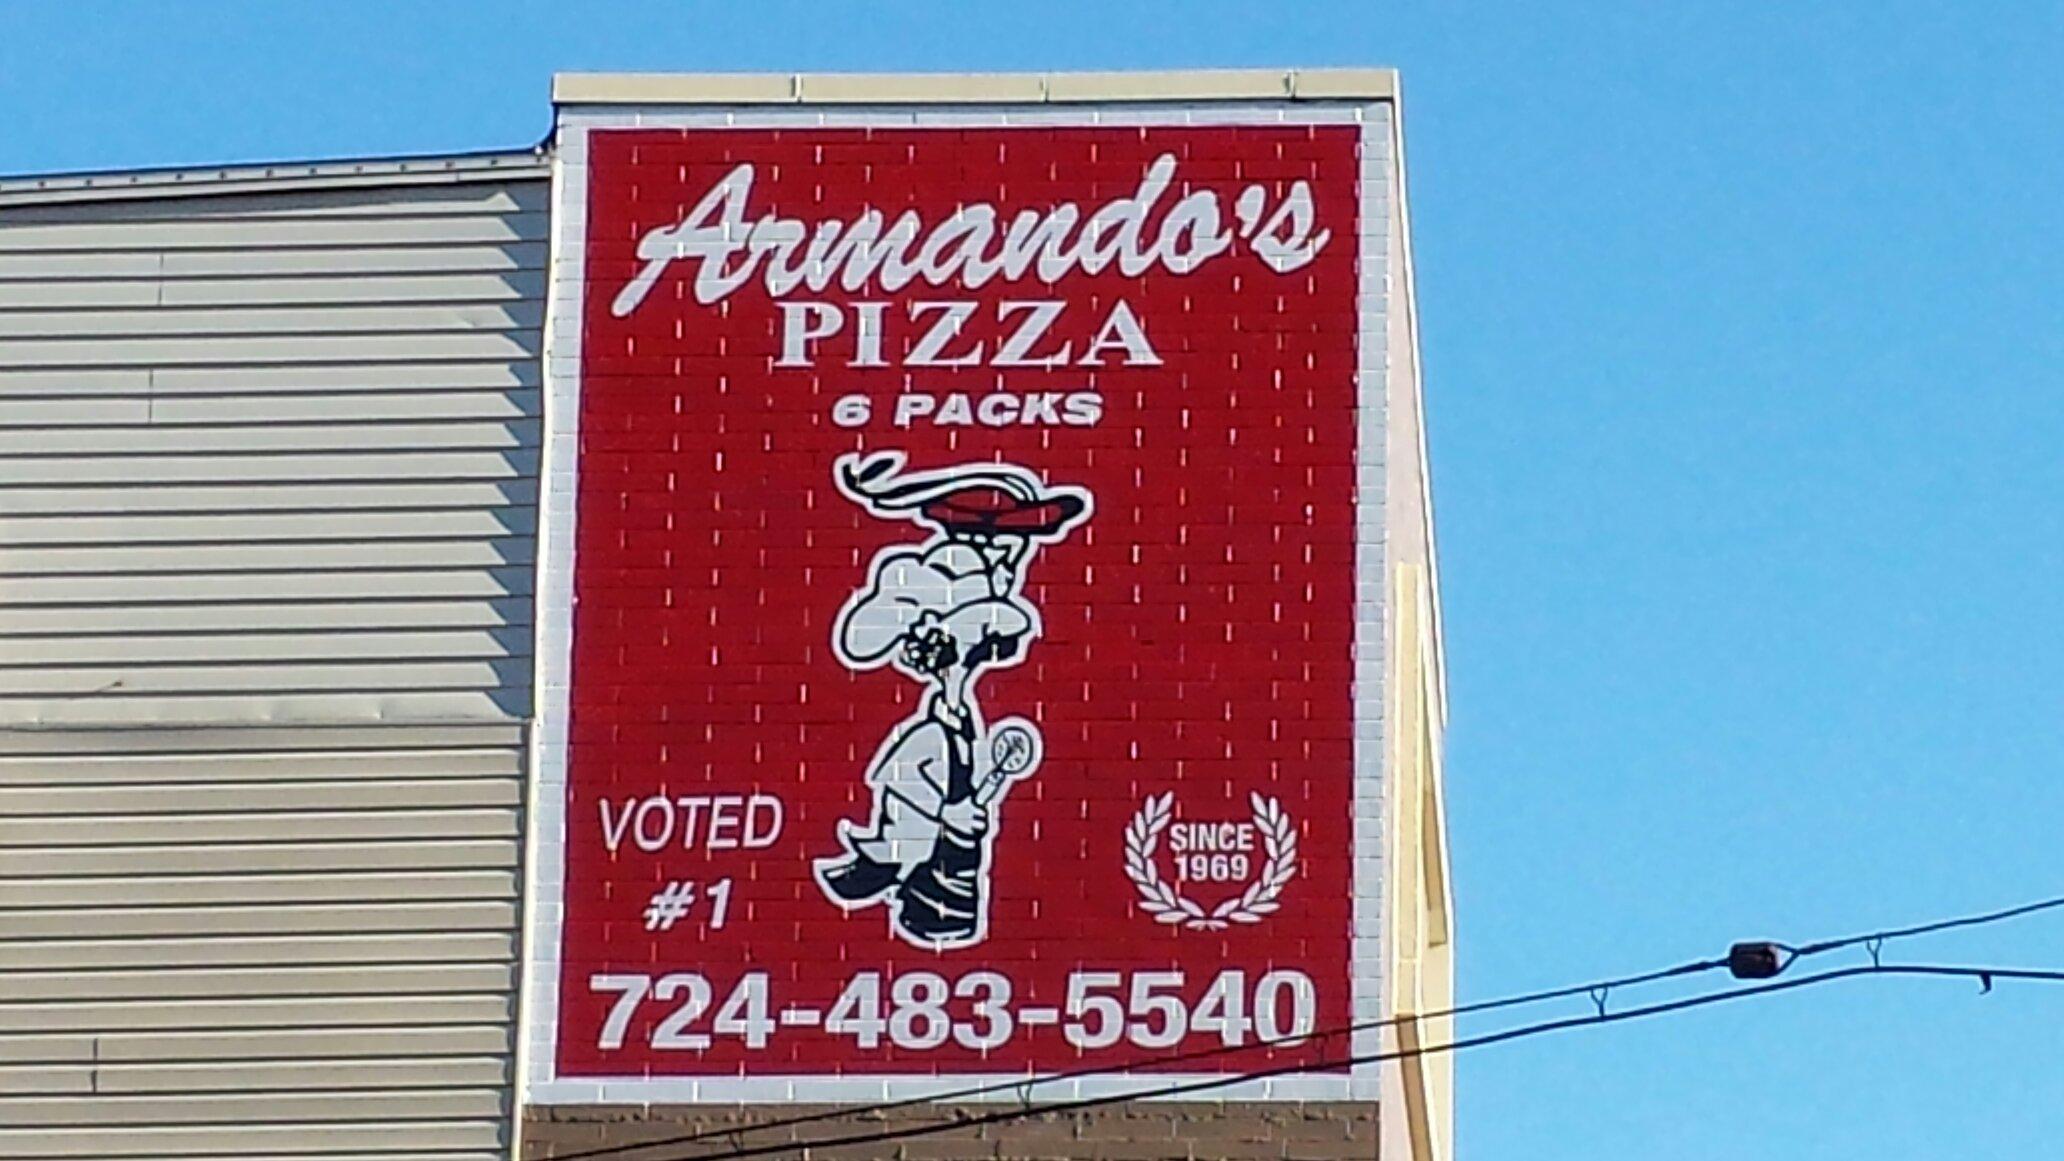 Armando's
PIZZA
6 PACKS
VOTED
#1
SINCE
1969
724-483-5540